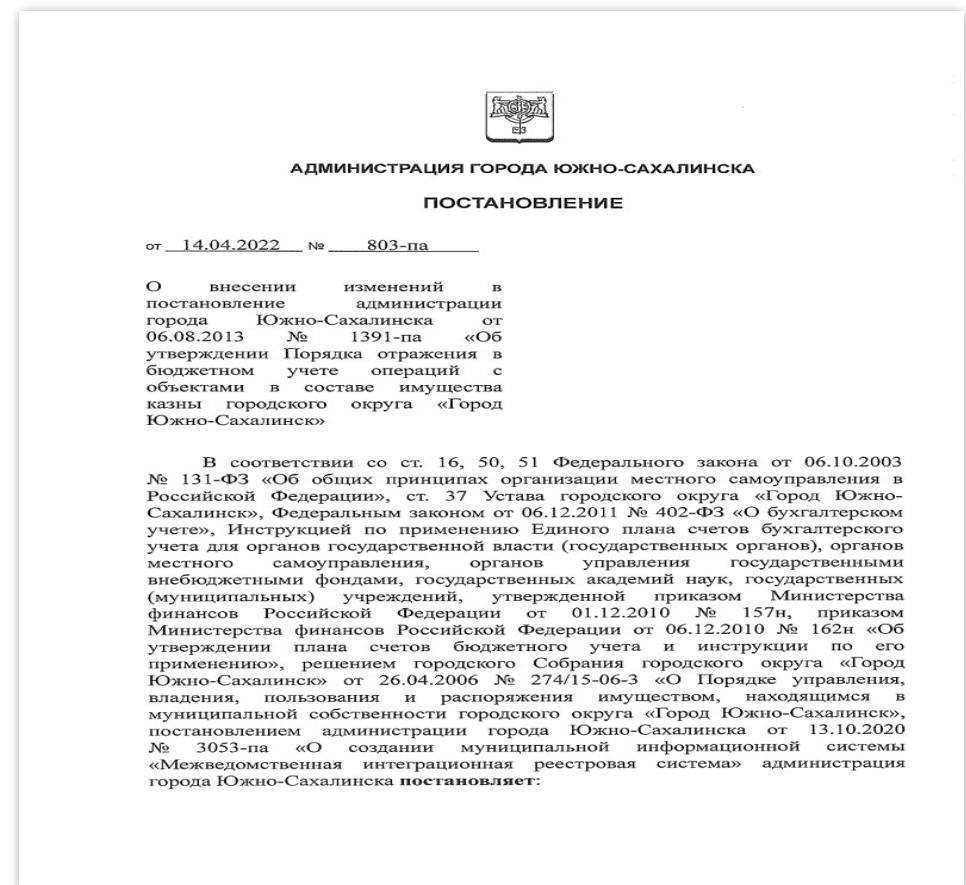 АДМИНИСТРАЦИЯ ГОРОДА ЮЖНО-САХАЛИНСКА
ПОСТАНОВЛЕНИЕ
от 14.04.2022 № 803-па
О внесении изменений в
постановление администрации
города Южно-Сахалинска от
06.08.2013 № 1391-па «Об
утверждении Порядка отражения в
бюджетном учете операций с
объектами в составе имущества
казны городского округа «Город
Южно-Сахалинск»
В соответствии со ст. 16, 50, 51 Федерального закона от 06.10.2003
№ 131-ФЗ «Об общих принципах организации местного самоуправления в
Российской Федерации», ст. 37 Устава городского округа «Город Южно-
Сахалинск», Федеральным законом от 06.12.2011 № 402-ФЗ «О бухгалтерском
учете», Инструкцией по применению Единого плана счетов бухгалтерского
учета для органов государственной власти (государственных органов), органов
местного самоуправления, органов управления государственными
внебюджетными фондами, государственных академий наук, государственных
(муниципальных) учреждений, утвержденной приказом Министерства
финансов Российской Федерации от 01.12.2010 № 157н, приказом
Министерства финансов Российской Федерации от 06.12.2010 № 162н «Об
утверждении плана счетов бюджетного учета и инструкции по его
применению», решением городского Собрания городского округа «Город
Южно-Сахалинск» от 26.04.2006 № 274/15-06-3 «О Порядке управления,
владения, пользования и распоряжения имуществом, находящимся в
муниципальной собственности городского округа «Город Южно-Сахалинск»,
постановлением администрации города Южно-Сахалинска от 13.10.2020
№ 3053-па «О создании муниципальной информационной системы
«Межведомственная интеграционная реестровая система» администрация
города Южно-Сахалинска постановляет: